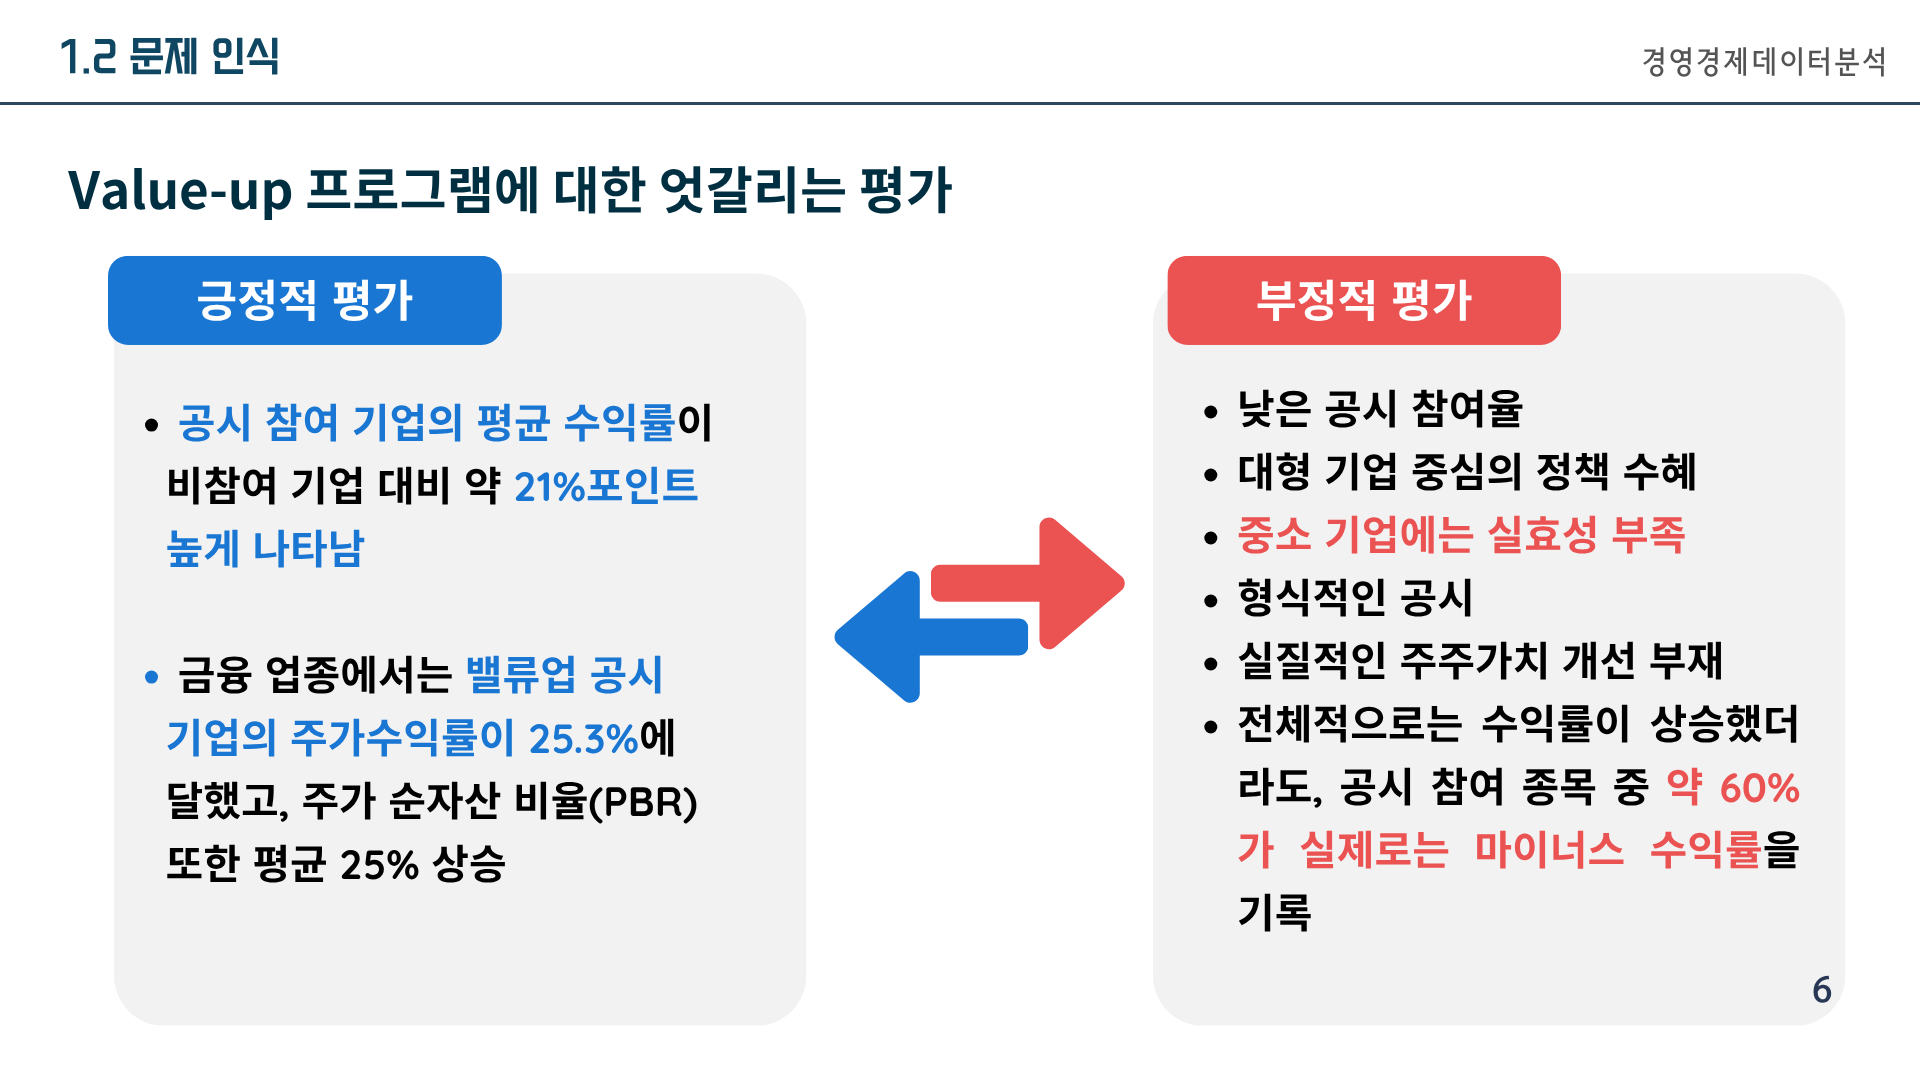 1.2 문제 인식
경영경제데이터분석
Value-up 프로그램에 대한 엇갈리는 평가
긍정적 평가
• 공시 참여 기업의 평균 수익률이
비참여 기업 대비 약 21%포인트
높게 나타남
• 금융 업종에서는 밸류업 공시
기업의 주가수익률이 25.3%에
달했고, 주가 순자산 비율(PBR)
또한 평균 25% 상승
부정적 평가
• 낮은 공시 참여율
• 대형 기업 중심의 정책 수혜
• 중소 기업에는 실효성 부족
• 형식적인 공시
• 실질적인 주주가치 개선 부재
• 전체적으로는 수익률이 상승했더
라도, 공시 참여 종목 중 약 60%
가 실제로는 마이너스 수익률을
기록
6